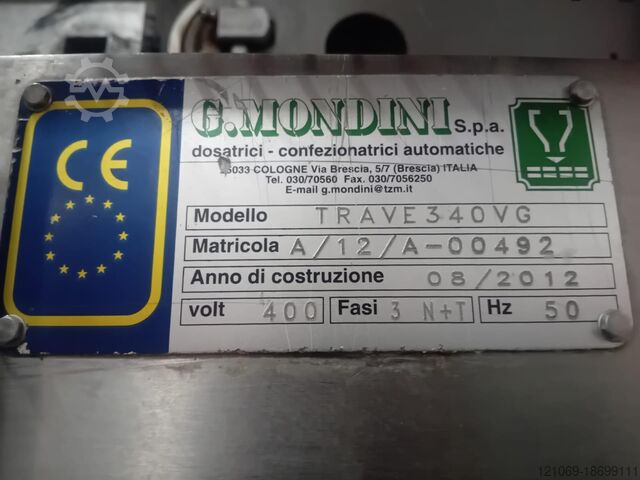 CE
G.MONDINI S.p.a.
dosatrici - confezionatrici automatiche
25033 COLOGNE Via Brescia, 5/7 (Brescia) ITALIA
Tel. 030/70560 Fax. 030/7056250
E-mail g.mondini@tzm.it
Modello TRAVE340VG
Matricola A/12/A-00492
Anno di costruzione 08/2012
volt 400 Fasi 3 N+T Hz 50
121069-18699111